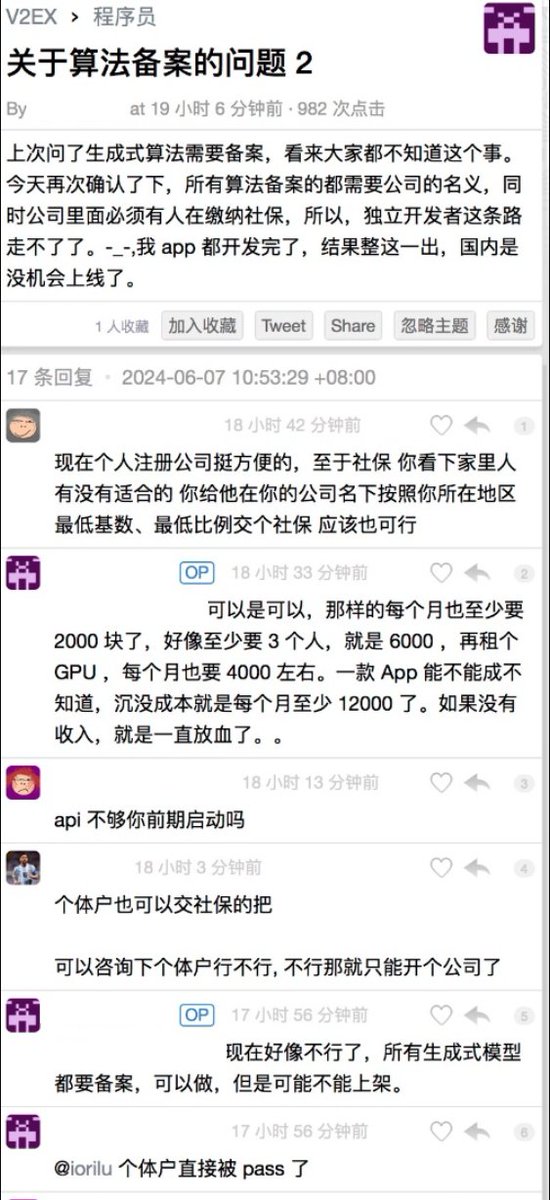 V2EX › 程序员
关于算法备案的问题 2
By at 19 小时 6 分钟前 · 982 次点击
上次问了生成式算法需要备案，看来大家都不知道这个事。
今天再次确认了下，所有算法备案的都需要公司的名义，同
时公司里面必须有人在缴纳社保，所以，独立开发者这条路
走不了了。-_-,我 app 都开发完了，结果整这一出，国内是
没机会上线了。
1 人收藏 加入收藏 Tweet Share 忽略主题 感谢
17 条回复 • 2024-06-07 10:53:29 +08:00
18 小时 42 分钟前 1
现在个人注册公司挺方便的，至于社保 你看下家里人
有没有适合的 你给他在你的公司名下按照你所在地区
最低基数、最低比例交个社保 应该也可行
OP 18 小时 33 分钟前 2
可以是可以，那样的每个月也至少要
2000 块了，好像至少要 3 个人，就是 6000 ，再租个
GPU ，每个月也要 4000 左右。一款 App 能不能成不
知道，沉没成本就是每个月至少 12000 了。如果没有
收入，就是一直放血了。。
18 小时 13 分钟前 3
api 不够你前期启动吗
18 小时 3 分钟前 4
个体户也可以交社保的把
可以咨询下个体户行不行, 不行那就只能开个公司了
OP 17 小时 56 分钟前 5
现在好像不行了，所有生成式模型
都要备案，可以做，但是可能不能上架。
17 小时 56 分钟前 6
@iorilu 个体户直接被 pass 了